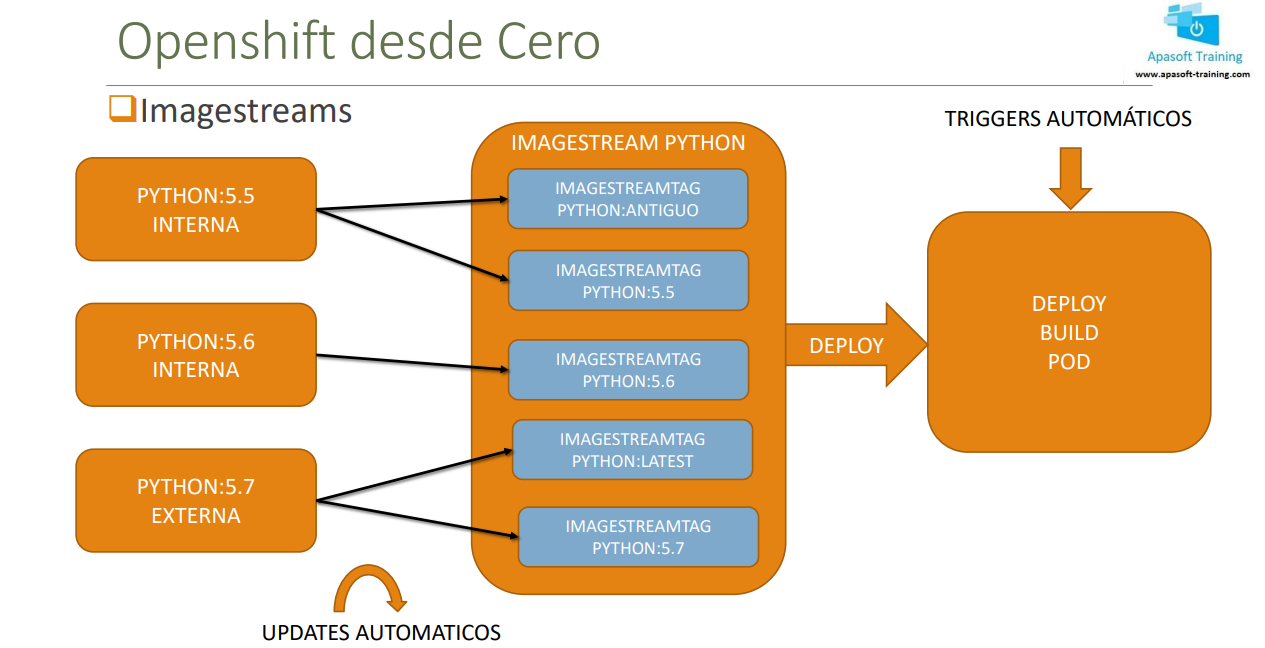 Openshift desde Cero
Apasoft Training
www.apasoft-training.com
Imagestreams
TRIGGERS AUTOMÁTICOS
PYTHON:5.5
INTERNA
PYTHON:5.6
INTERNA
PYTHON:5.7
EXTERNA
UPDATES AUTOMATICOS
IMAGESTREAM PYTHON
IMAGESTREAMTAG
PYTHON:ANTIGUO
IMAGESTREAMTAG
PYTHON:5.5
IMAGESTREAMTAG
PYTHON:5.6
IMAGESTREAMTAG
PYTHON:LATEST
IMAGESTREAMTAG
PYTHON:5.7
DEPLOY
DEPLOY
BUILD
POD